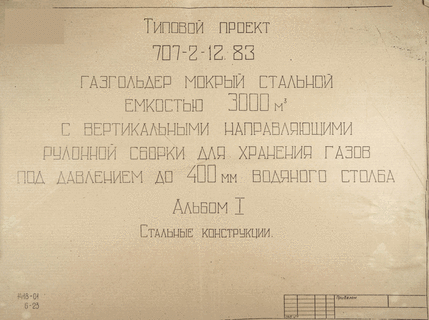 Типовой проект
707-2-12.83
газгольдер мокрый стальной
емкостью 3000 м³
с вертикальными направляющими
рулонной сборки для хранения газов
под давлением до 400 мм водяного столба
Альбом I
Стальные конструкции.